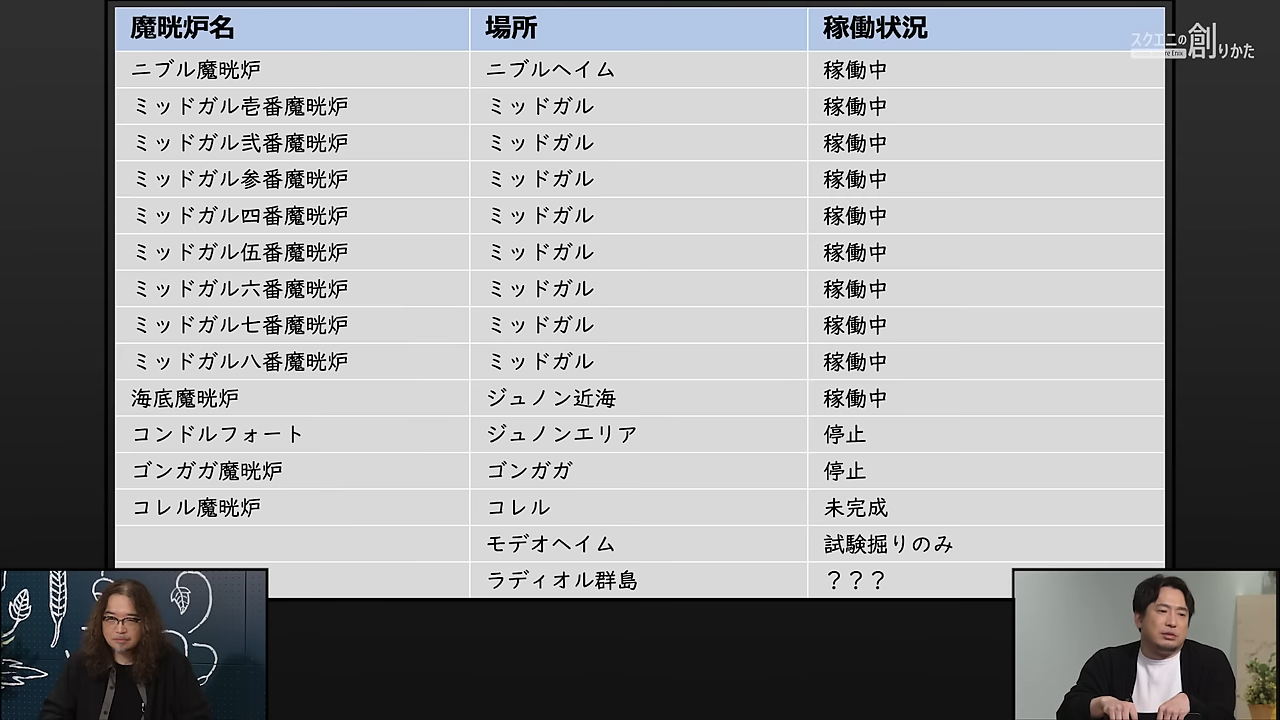 魔晄炉名 場所 稼働状況
スクエニの創りかた
ニブル魔晄炉 ニブルヘイム 稼働中
ミッドガル壱番魔晄炉 ミッドガル 稼働中
ミッドガル弐番魔晄炉 ミッドガル 稼働中
ミッドガル参番魔晄炉 ミッドガル 稼働中
ミッドガル四番魔晄炉 ミッドガル 稼働中
ミッドガル伍番魔晄炉 ミッドガル 稼働中
ミッドガル六番魔晄炉 ミッドガル 稼働中
ミッドガル七番魔晄炉 ミッドガル 稼働中
ミッドガル八番魔晄炉 ミッドガル 稼働中
海底魔晄炉 ジュノン近海 稼働中
コンドルフォート ジュノンエリア 停止
ゴンガガ魔晄炉 ゴンガガ 停止
コレル魔晄炉 コレル 未完成
モデオヘイム 試験掘りのみ
ラディオル群島 ？？？